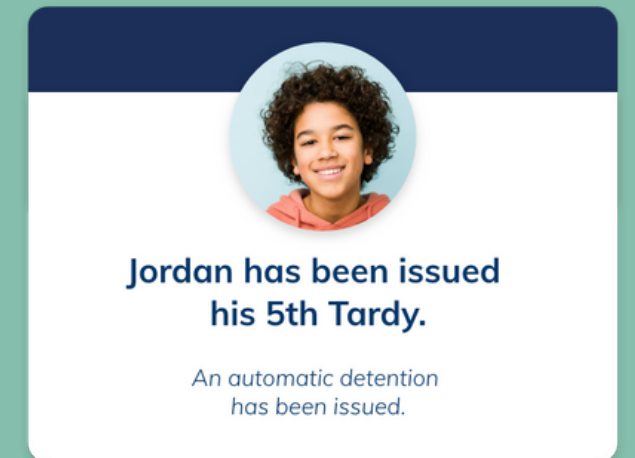 Jordan has been issued
his 5th Tardy.
An automatic detention
has been issued.